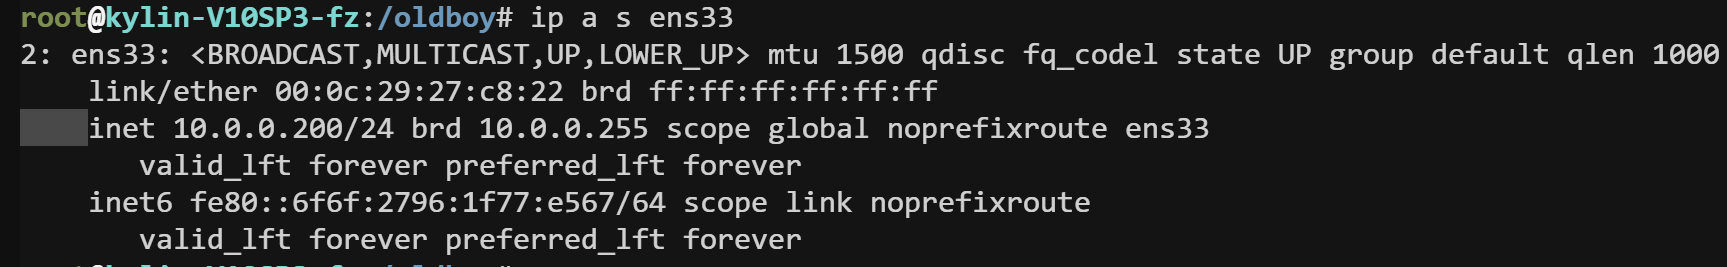 root@kylin-V10SP3-fz:/oldboy# ip a s ens33
2: ens33: <BROADCAST,MULTICAST,UP,LOWER_UP> mtu 1500 qdisc fq_codel state UP group default qlen 1000
    link/ether 00:0c:29:27:c8:22 brd ff:ff:ff:ff:ff:ff
    inet 10.0.0.200/24 brd 10.0.0.255 scope global noprefixroute ens33
       valid_lft forever preferred_lft forever
    inet6 fe80::6f6f:2796:1f77:e567/64 scope link noprefixroute
       valid_lft forever preferred_lft forever